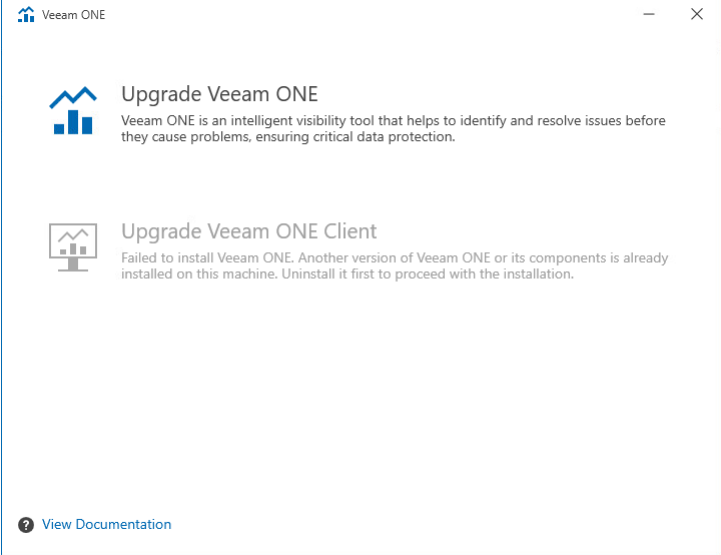 Veeam ONE
Upgrade Veeam ONE
Veeam ONE is an intelligent visibility tool that helps to identify and resolve issues before
they cause problems, ensuring critical data protection.
Upgrade Veeam ONE Client
Failed to install Veeam ONE. Another version of Veeam ONE or its components is already
installed on this machine. Uninstall it first to proceed with the installation.
? View Documentation